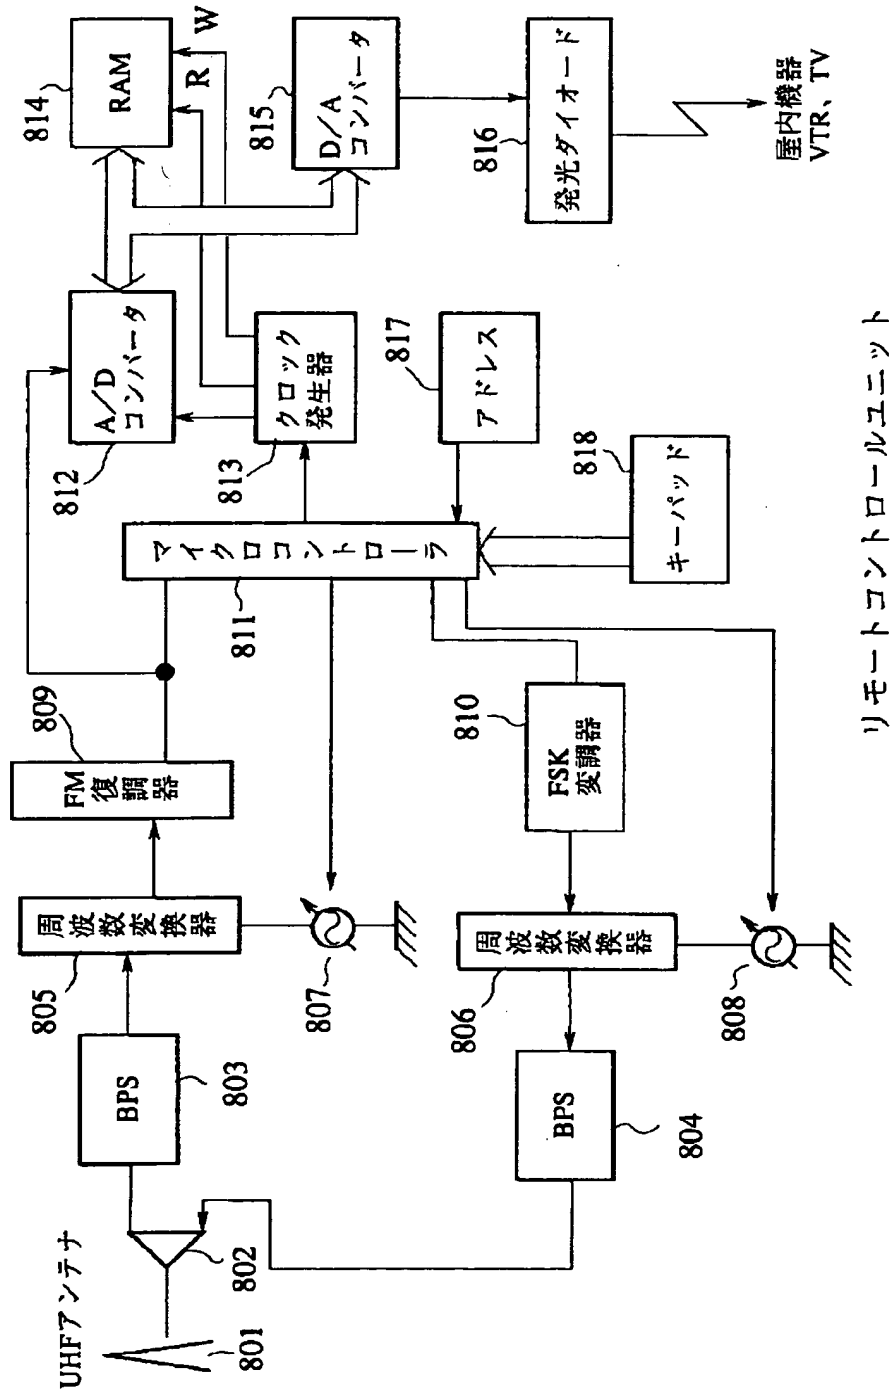 UHFアンテナ
801
802
BPS
803
周波数変換器
805
807
FM
復調器
809
マイクロコントローラ
811
A/D
コンバータ
812
クロック
発生器
813
RAM
814
R
W
D/A
コンバータ
815
発光ダイオード
816
屋内機器
VTR、TV
アドレス
817
キーパッド
818
FSK
変調器
810
周波数変換器
806
808
BPS
804
リモートコントロールユニット